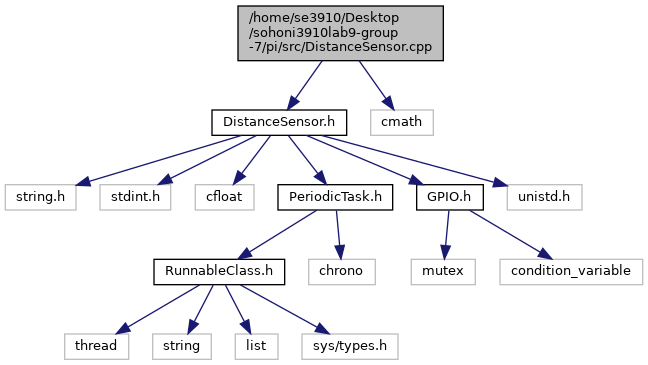 /home/se3910/Desktop
/sohoni3910lab9-group
-7/pi/src/DistanceSensor.cpp
DistanceSensor.h
cmath
string.h
stdint.h
cfloat
PeriodicTask.h
GPIO.h
unistd.h
RunnableClass.h
chrono
mutex
condition_variable
thread
string
list
sys/types.h